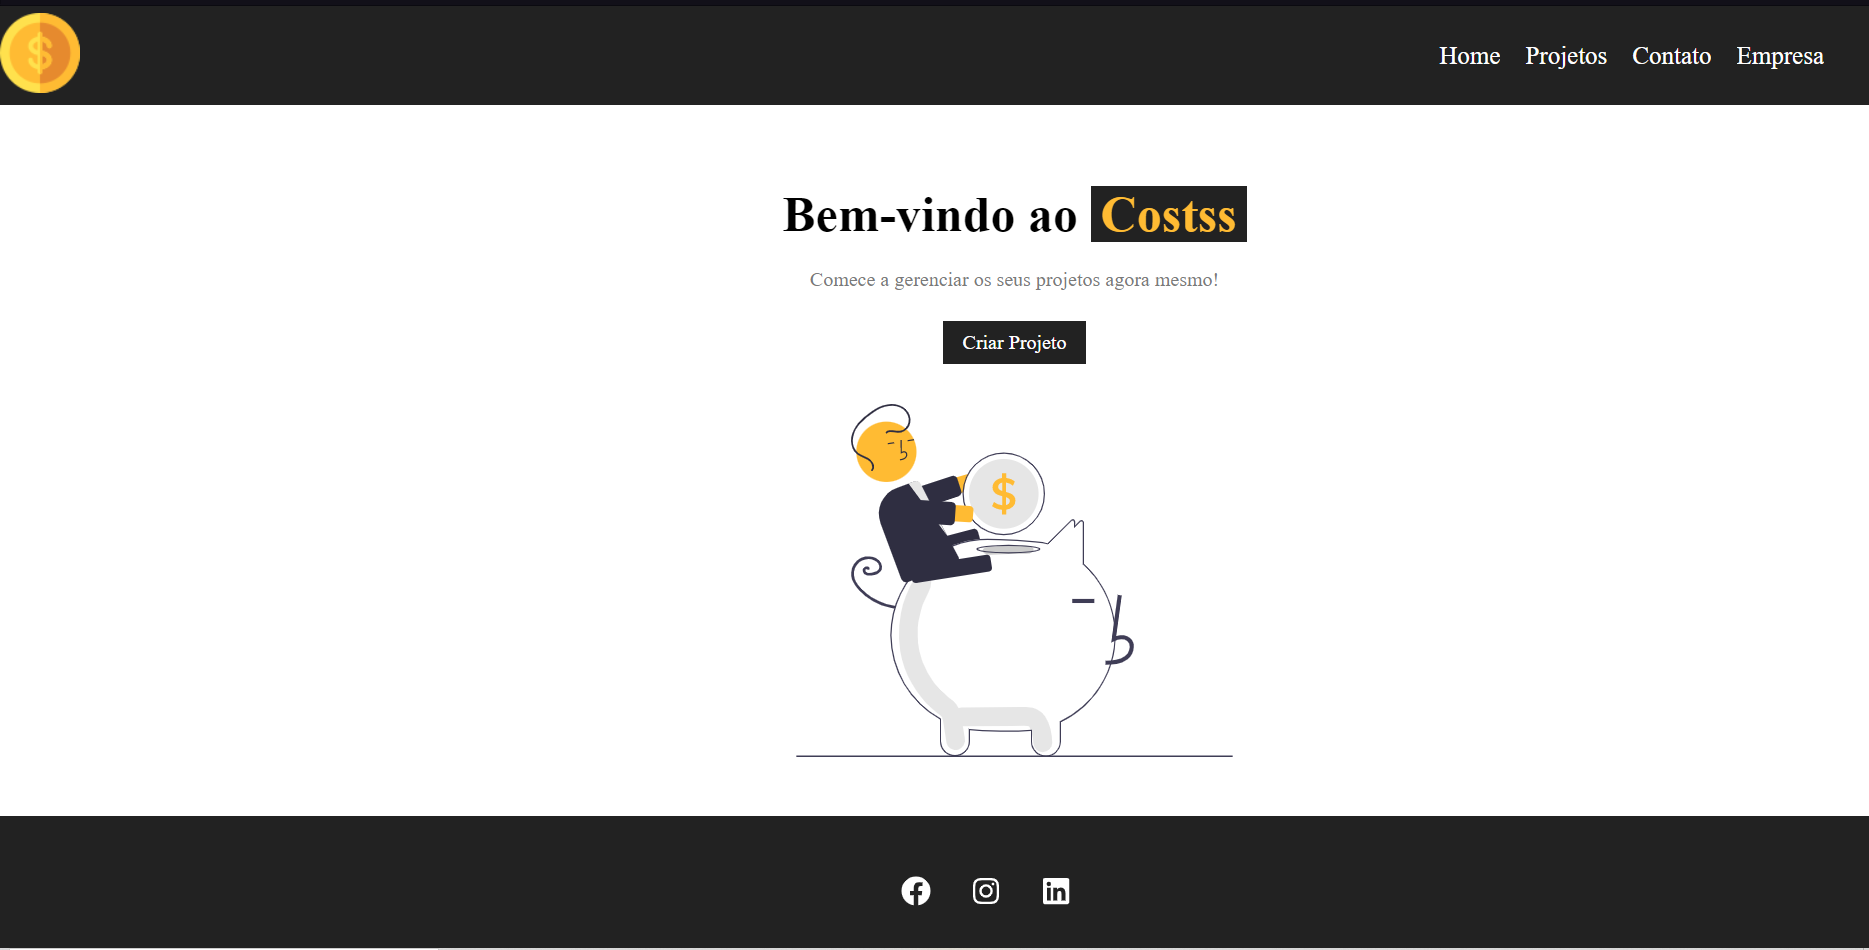 Home Projetos Contato Empresa
Bem-vindo ao Costss
Comece a gerenciar os seus projetos agora mesmo!
Criar Projeto
$